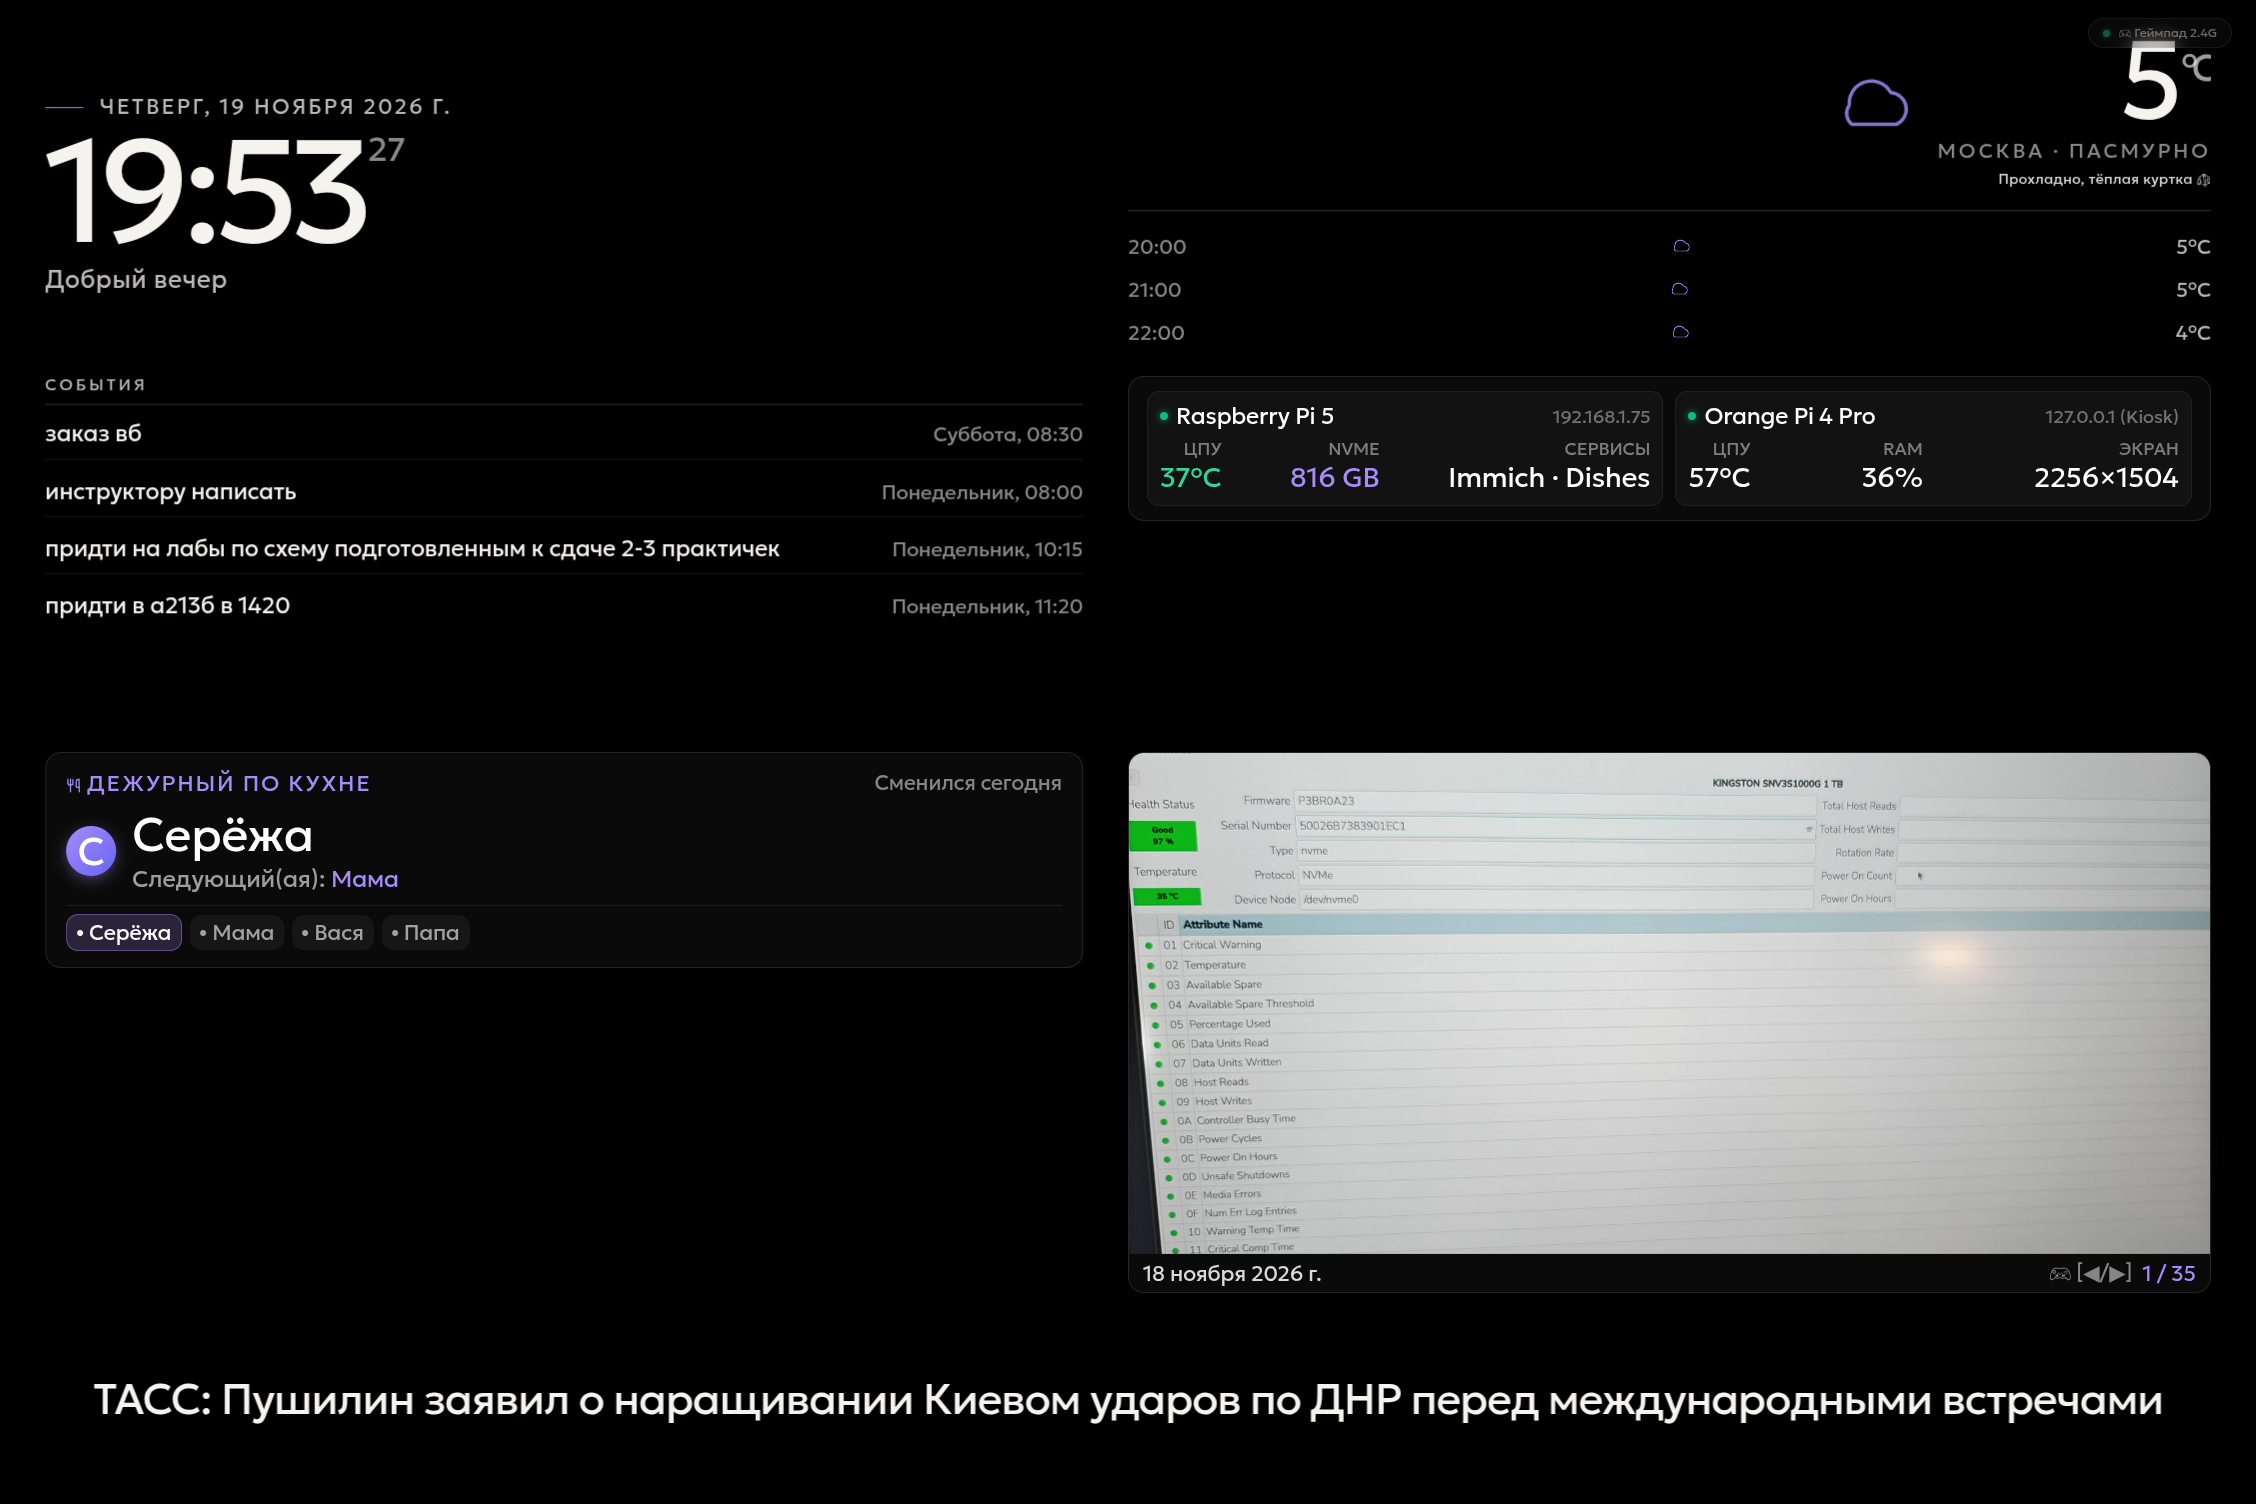 Геймпад 2.4G
ЧЕТВЕРГ, 19 НОЯБРЯ 2026 Г.
19:53 27
Добрый вечер
5°C
МОСКВА · ПАСМУРНО
Прохладно, тёплая куртка
20:00 5°C
21:00 5°C
22:00 4°C
СОБЫТИЯ
заказ вб Суббота, 08:30
инструктору написать Понедельник, 08:00
придти на лабы по схему подготовленным к сдаче 2-3 практичек Понедельник, 10:15
придти в а213б в 1420 Понедельник, 11:20
Raspberry Pi 5 192.168.1.75
ЦПУ NVME СЕРВИСЫ
37°C 816 GB Immich · Dishes
Orange Pi 4 Pro 127.0.0.1 (Kiosk)
ЦПУ RAM ЭКРАН
57°C 36% 2256×1504
ДЕЖУРНЫЙ ПО КУХНЕ Сменился сегодня
С Серёжа
Следующий(ая): Мама
• Серёжа • Мама • Вася • Папа
KINGSTON SNV3S1000G 1 TB
Health Status
Good
97 %
Temperature
35 °C
Firmware P3BR0A23
Serial Number 50026B7383901EC1
Type nvme
Protocol NVMe
Device Node /dev/nvme0
Total Host Reads
Total Host Writes
Rotation Rate
Power On Count
Power On Hours
ID Attribute Name
01 Critical Warning
02 Temperature
03 Available Spare
04 Available Spare Threshold
05 Percentage Used
06 Data Units Read
07 Data Units Written
08 Host Reads
09 Host Writes
0A Controller Busy Time
0B Power Cycles
0C Power On Hours
0D Unsafe Shutdowns
0E Media Errors
0F Num Err Log Entries
10 Warning Temp Time
11 Critical Comp Time
18 ноября 2026 г. [◀/▶] 1 / 35
ТАСС: Пушилин заявил о наращивании Киевом ударов по ДНР перед международными встречами